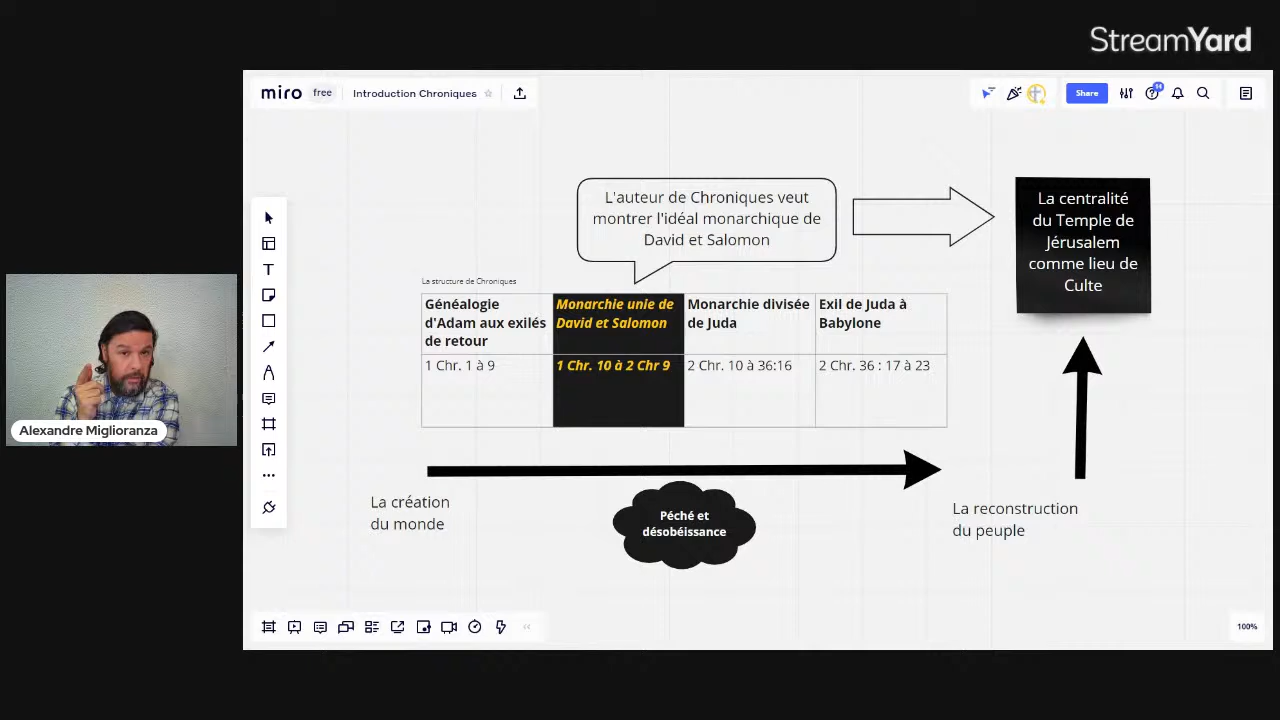 StreamYard
miro free Introduction Chroniques
Share
14
L'auteur de Chroniques veut
montrer l'idéal monarchique de
David et Salomon
La centralité
du Temple de
Jérusalem
comme lieu de
Culte
La structure de Chroniques
Généalogie
d'Adam aux exilés
de retour
Monarchie unie de
David et Salomon
Monarchie divisée
de Juda
Exil de Juda à
Babylone
1 Chr. 1 à 9
1 Chr. 10 à 2 Chr 9
2 Chr. 10 à 36:16
2 Chr. 36 : 17 à 23
Alexandre Miglioranza
La création
du monde
Péché et
désobéissance
La reconstruction
du peuple
100%